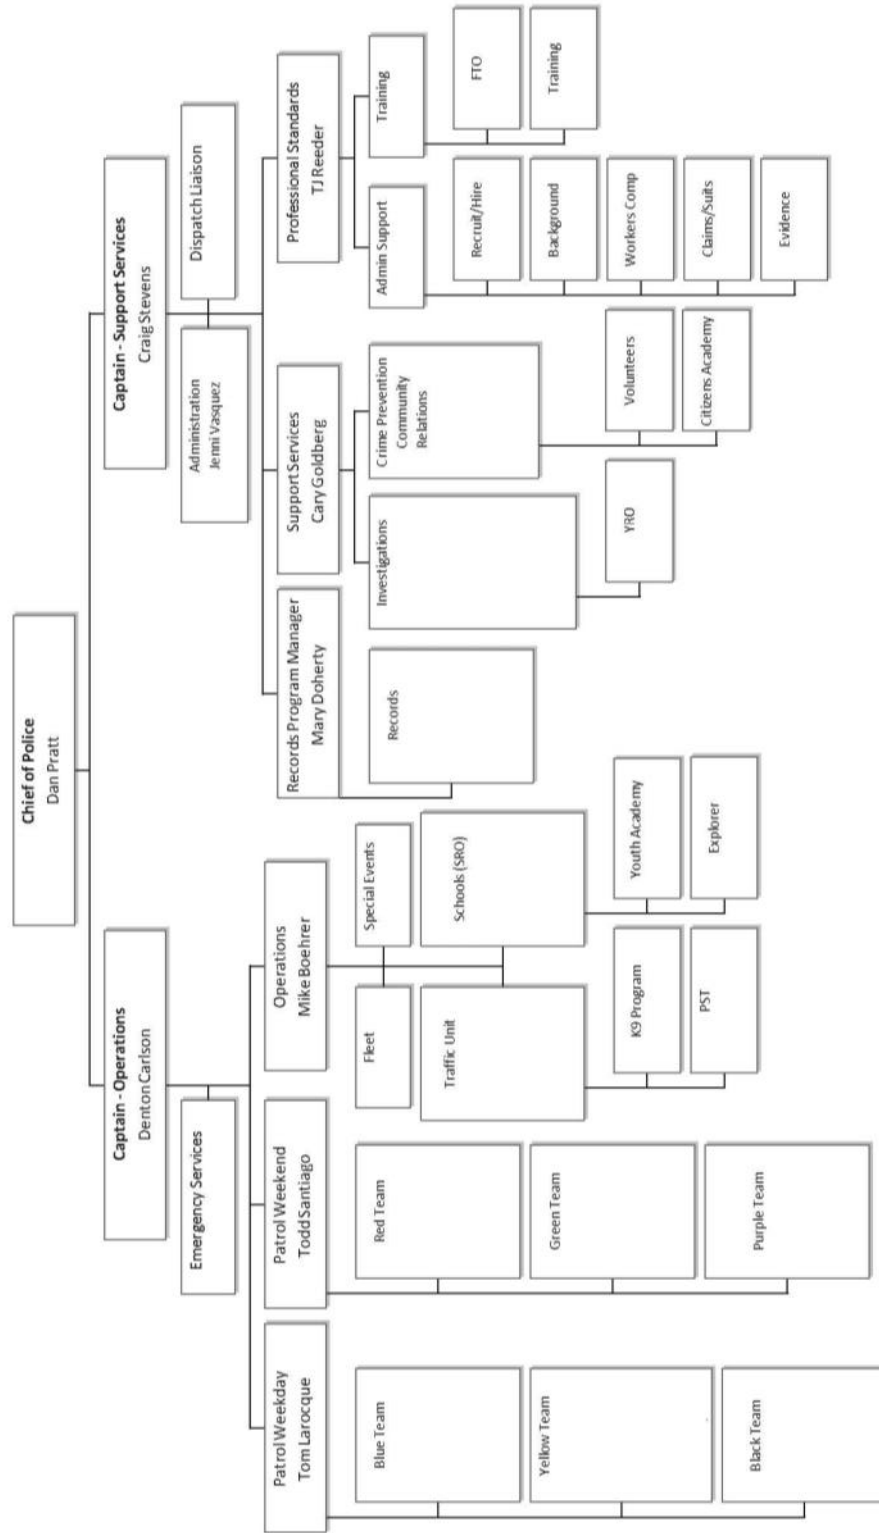 Chief of Police
Dan Pratt
Captain - Operations
Denton Carlson
Captain - Support Services
Craig Stevens
Emergency Services
Administration
Jenni Vasquez
Dispatch Liaison
Patrol Weekday
Tom Larocque
Patrol Weekend
Todd Santiago
Operations
Mike Boehrer
Records Program Manager
Mary Doherty
Support Services
Cary Goldberg
Professional Standards
TJ Reeder
Blue Team
Yellow Team
Black Team
Red Team
Green Team
Purple Team
Fleet
Special Events
Traffic Unit
Schools (SRO)
K9 Program
PST
Youth Academy
Explorer
Records
Investigations
YRO
Crime Prevention
Community
Relations
Volunteers
Citizens Academy
Admin Support
Recruit/Hire
Background
Workers Comp
Claims/Suits
Evidence
Training
FTO
Training